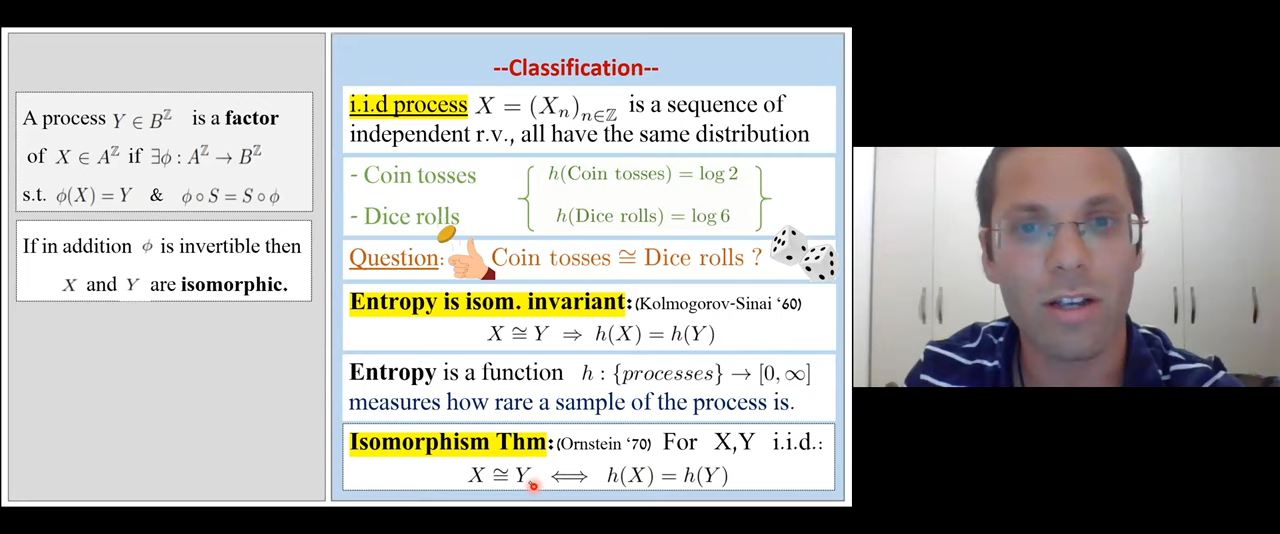 A process Y ∈ B^ℤ is a factor
of X ∈ A^ℤ if ∃ϕ : A^ℤ → B^ℤ
s.t. ϕ(X) = Y & ϕ ∘ S = S ∘ ϕ
If in addition ϕ is invertible then
X and Y are isomorphic.
--Classification--
i.i.d process X = (X_n)_{n∈ℤ} is a sequence of
independent r.v., all have the same distribution
- Coin tosses h(Coin tosses) = log 2
- Dice rolls h(Dice rolls) = log 6
Question: Coin tosses ≅ Dice rolls ?
Entropy is isom. invariant: (Kolmogorov-Sinai ‘60)
X ≅ Y ⇒ h(X) = h(Y)
Entropy is a function h : {processes} → [0, ∞]
measures how rare a sample of the process is.
Isomorphism Thm: (Ornstein ‘70) For X,Y i.i.d.:
X ≅ Y ⟺ h(X) = h(Y)